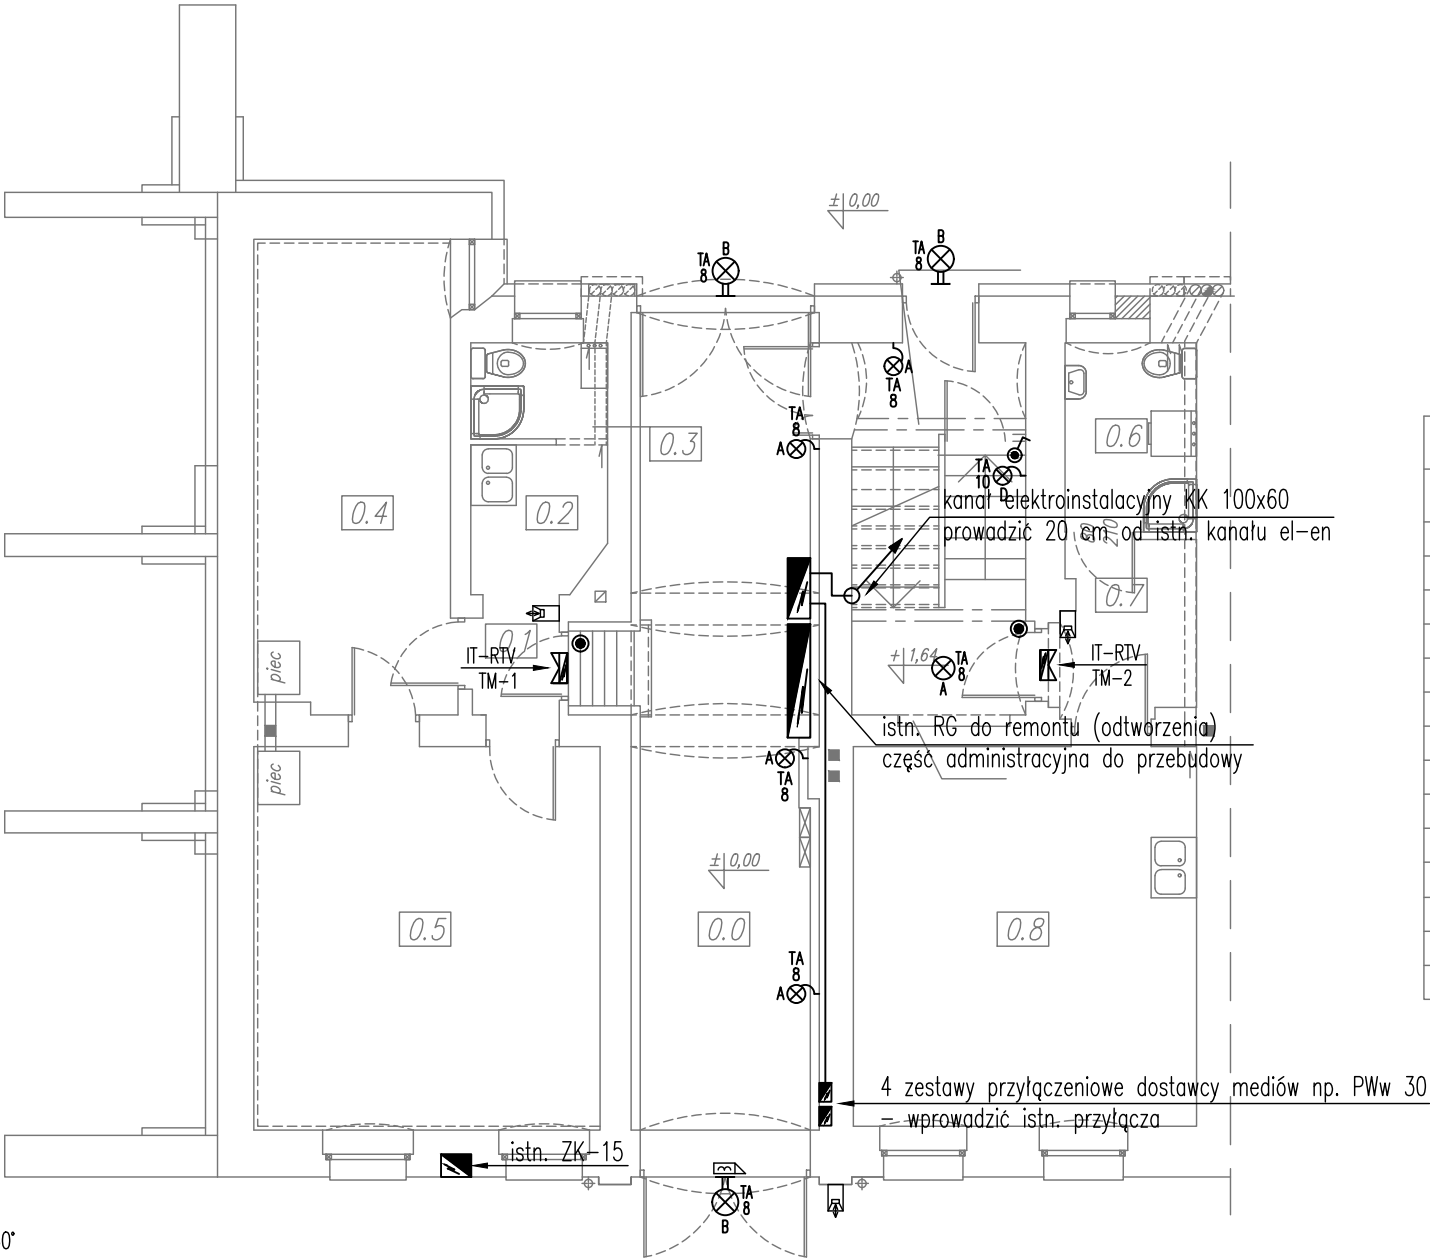 ±0,00
B
TA
8
B
TA
8
A
TA
8
TA
8
A
0.3
0.6
0.4
0.2
TA
10
D
kanał elektroinstalacyjny KK 100x60
prowadzić 20 cm od istn. kanału el-en
80
210
0.7
0.1
IT-RTV
TM-1
piec
+1,64
TA
8
A
IT-RTV
TM-2
istn. RG do remontu (odtworzenia)
część administracyjna do przebudowy
piec
A
TA
8
±0,00
0.5
0.0
0.8
TA
8
A
4 zestawy przyłączeniowe dostawcy mediów np. PWw 30
- wprowadzić istn. przyłącza
istn. ZK-15
TA
8
B
0°